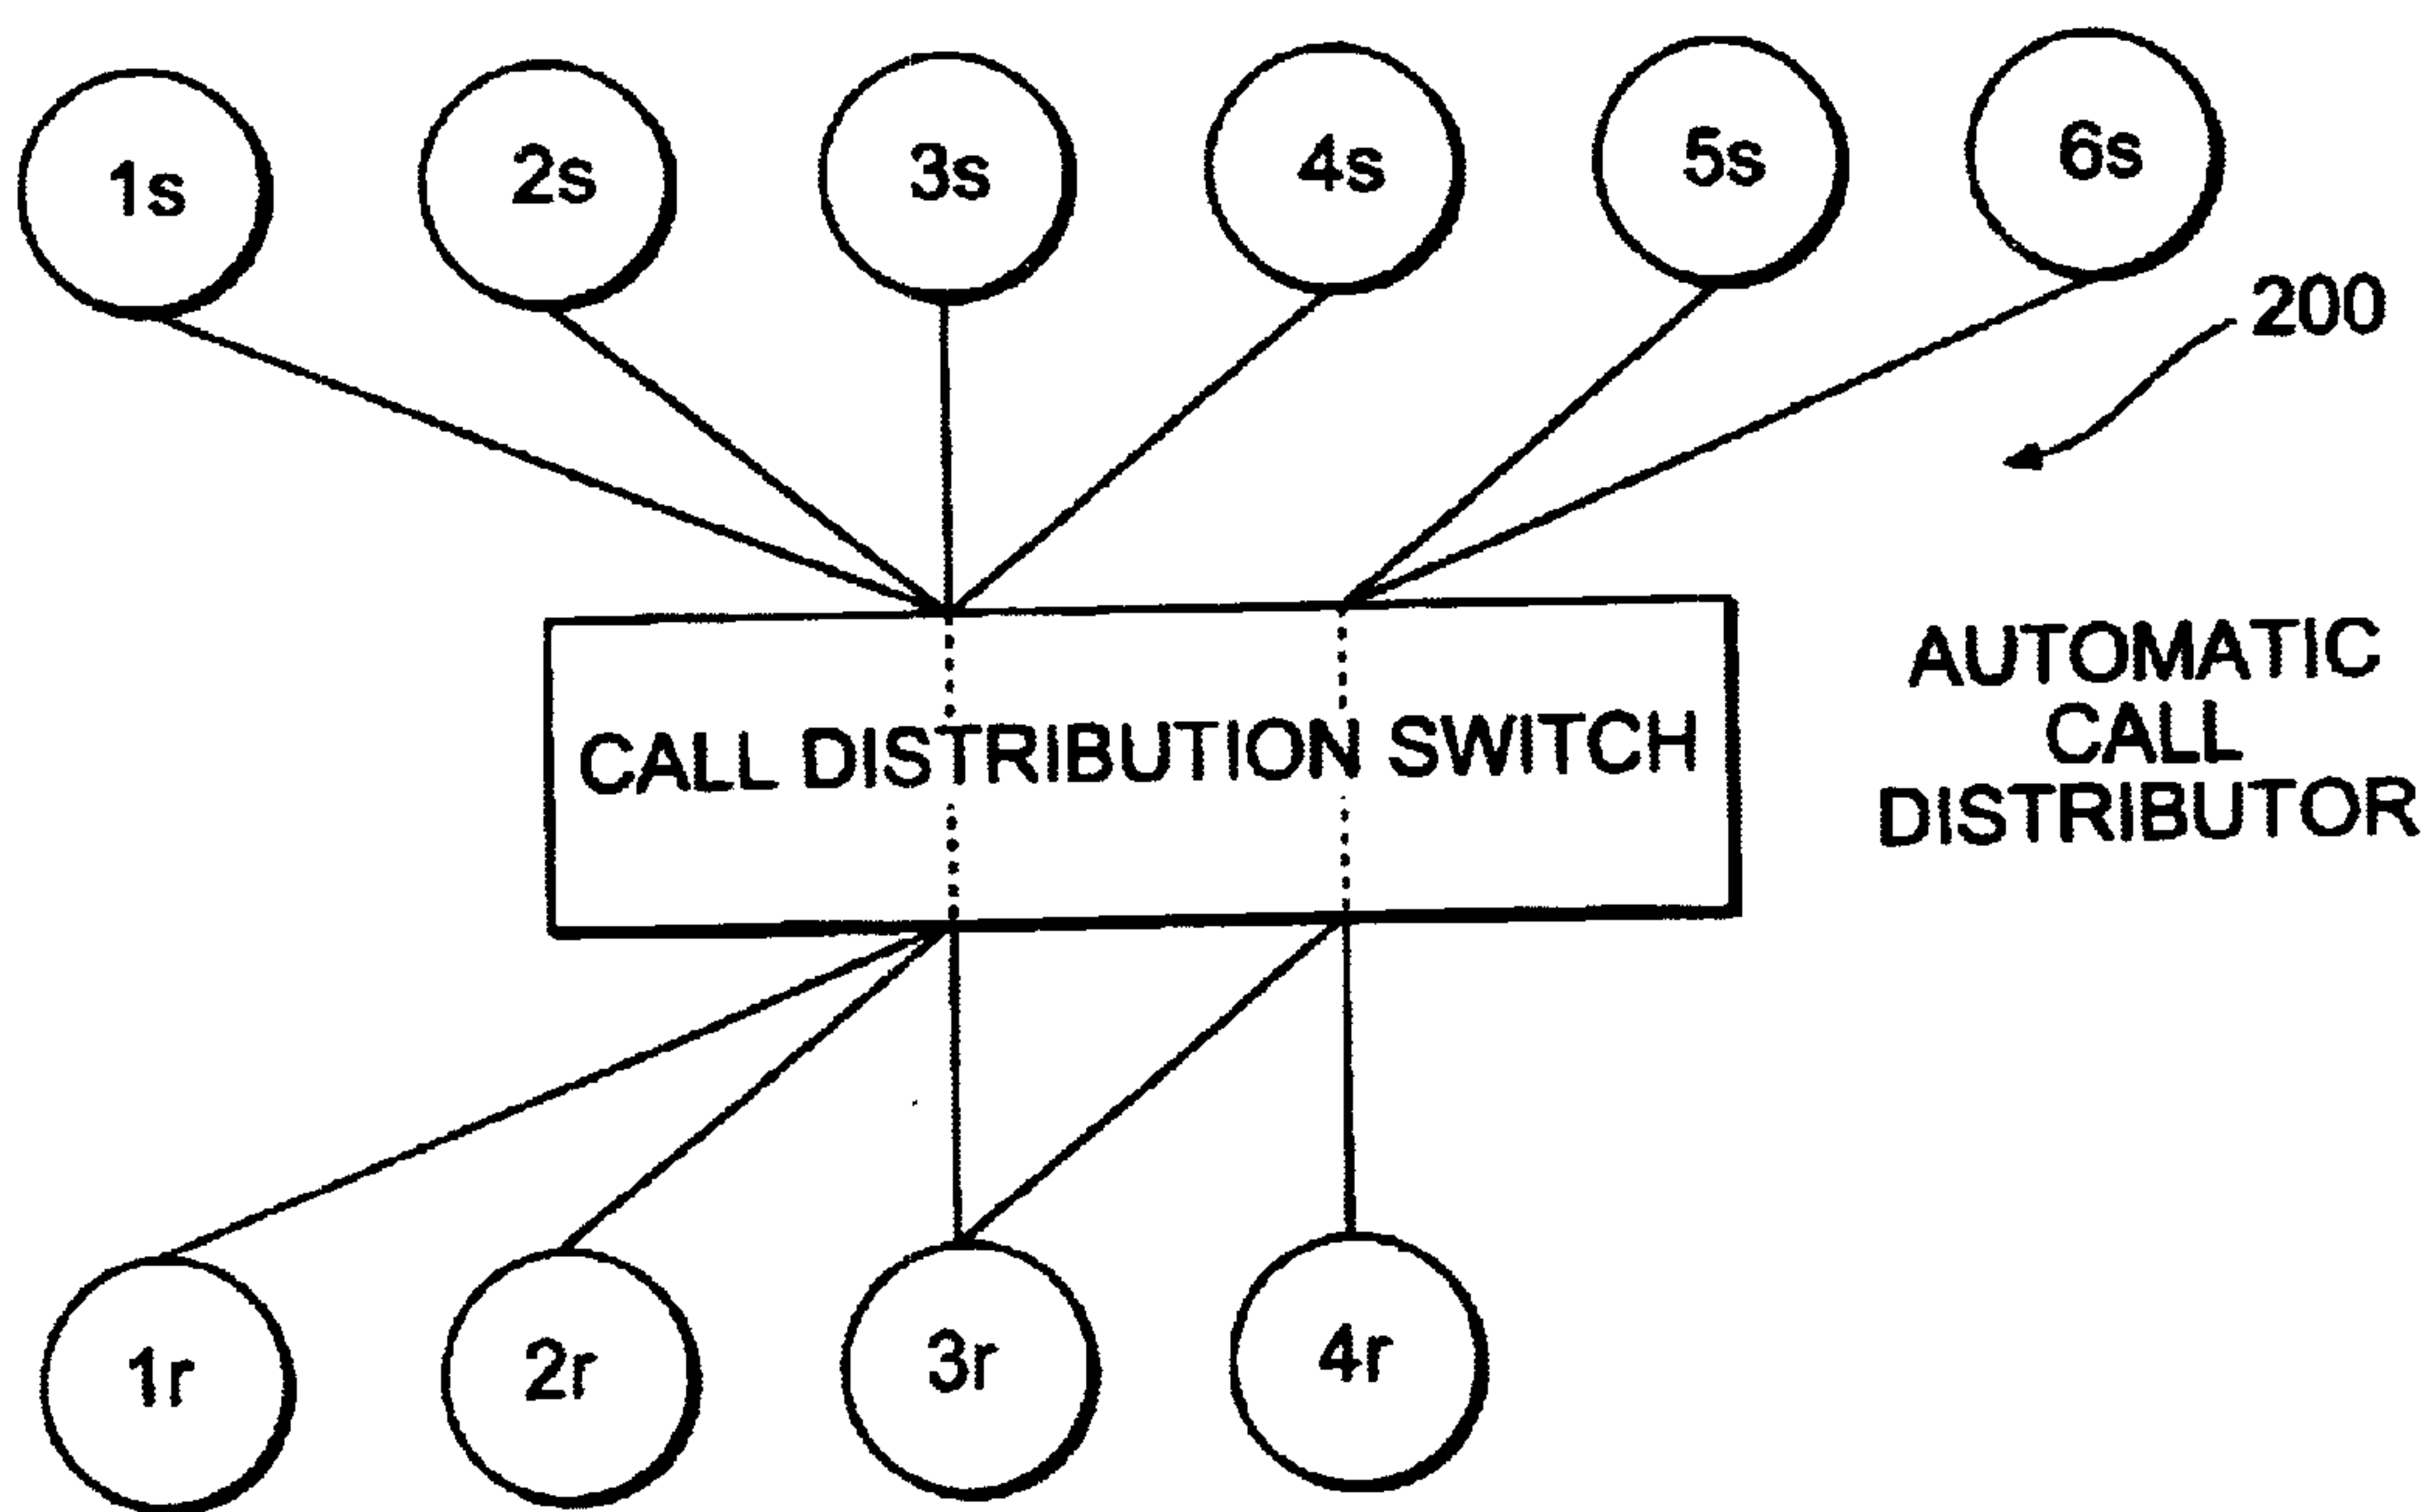 1s
2s
3s
4s
5s
6s
200
CALL DISTRIBUTION SWITCH
AUTOMATIC
CALL
DISTRIBUTOR
1r
2r
3r
4r